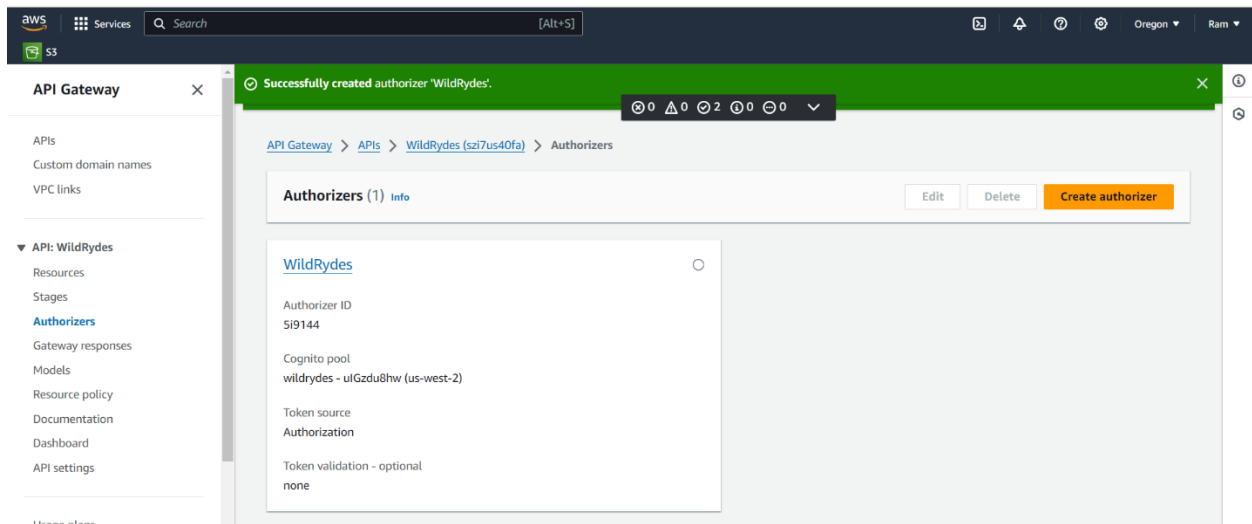 aws Services Search [Alt+S] Oregon Ram
S3
API Gateway
Successfully created authorizer 'WildRydes'.
0 0 2 0 0
APIs
Custom domain names
VPC links
API: WildRydes
Resources
Stages
Authorizers
Gateway responses
Models
Resource policy
Documentation
Dashboard
API settings
API Gateway > APIs > WildRydes (szi7us40fa) > Authorizers
Authorizers (1) Info Edit Delete Create authorizer
WildRydes
Authorizer ID
5i9144
Cognito pool
wildrydes - uIGzdu8hw (us-west-2)
Token source
Authorization
Token validation - optional
none